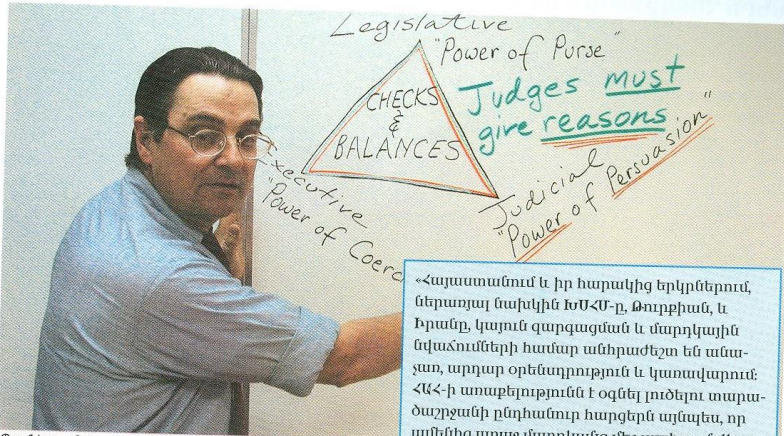 Legislative
"Power of Purse"
CHECKS
&
BALANCES
Judges must
give reasons
Executive
"Power of
Judicial
"Power of Persuasion"
«Հայաստանում և իր հարակից երկրներում,
ներառյալ նախկին ԽՍՀՄ-ը, Թուրքիան, և
Իրանը, կայուն զարգացման և մարդկային
նվաճումների համար անհրաժեշտ են անա-
չառ, արդար օրենսդրություն և կառավարում:
ՀԱՀ-ի առաքելությունն է օգնել լուծելու տարա-
ծաշրջանի ընդհանուր հարցերն այնպես, որ